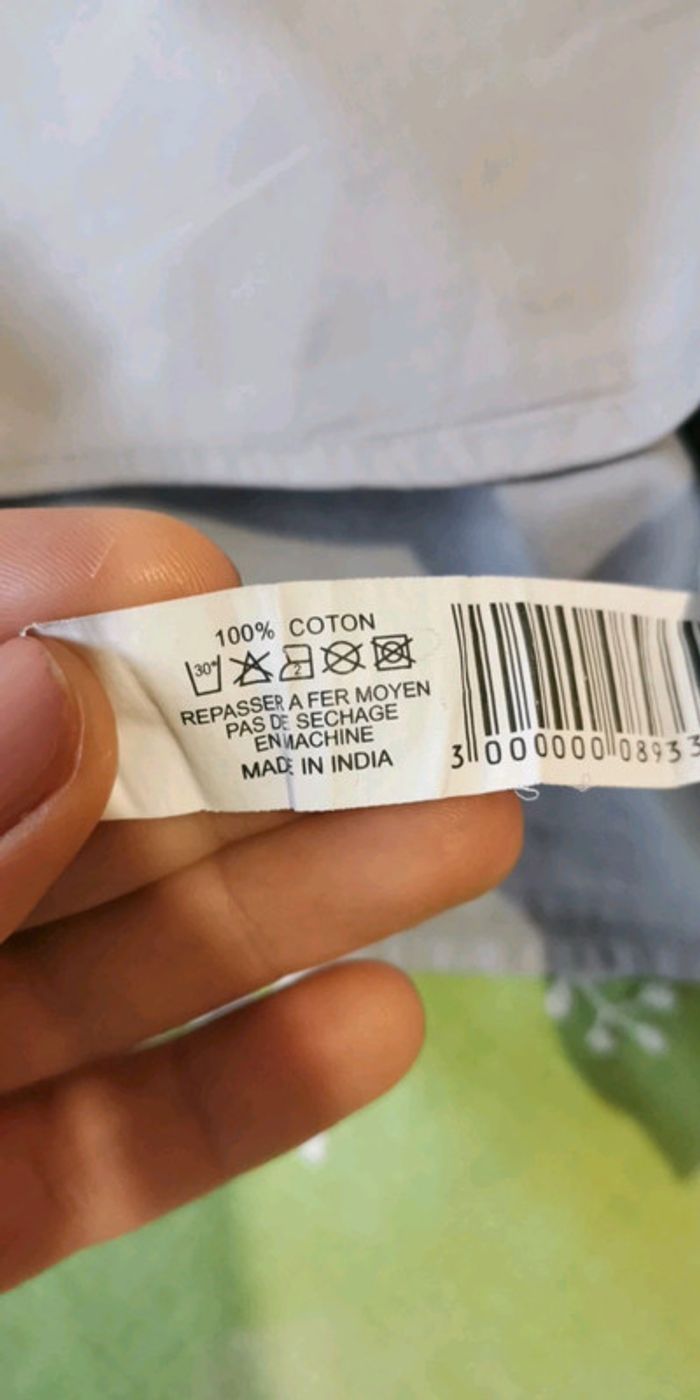 100% COTON
30°
2
REPASSER A FER MOYEN
PAS DE SECHAGE
EN MACHINE
MADE IN INDIA
3 000000 0893